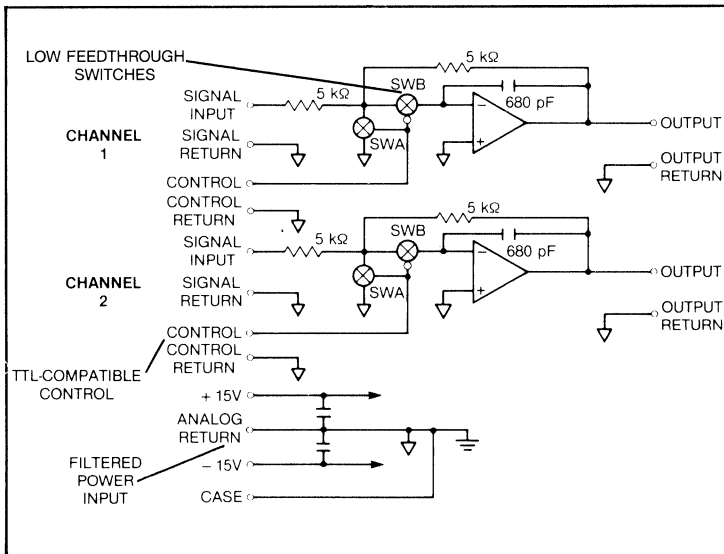 LOW FEEDTHROUGH
SWITCHES
5 kΩ
SWB
680 pF
SIGNAL
INPUT
5 kΩ
−
+
OUTPUT
CHANNEL
1
SIGNAL
RETURN
SWA
OUTPUT
RETURN
CONTROL
CONTROL
RETURN
5 kΩ
SWB
680 pF
SIGNAL
INPUT
5 kΩ
−
+
OUTPUT
CHANNEL
2
SIGNAL
RETURN
SWA
OUTPUT
RETURN
CONTROL
CONTROL
RETURN
TTL-COMPATIBLE
CONTROL
+ 15V
ANALOG
RETURN
− 15V
FILTERED
POWER
INPUT
CASE